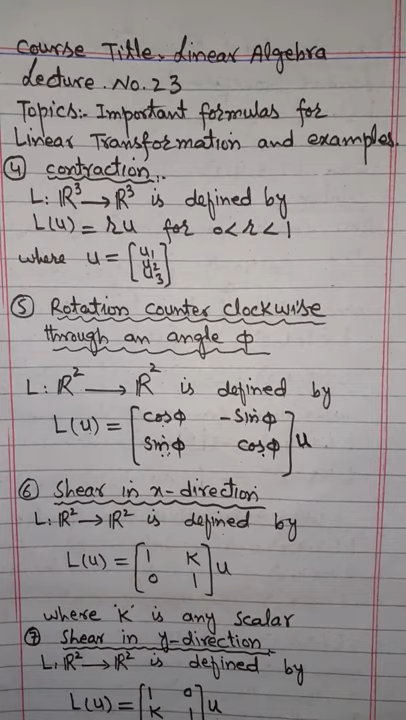 Course Title. Linear Algebra
Lecture. No. 23
Topics:- Important formulas for
Linear Transformation and examples.
④ contraction:.
L: ℝ³ → ℝ³ is defined by
L(u) = ru for 0<r<1
where u = [u₁ u₂ u₃]
⑤ Rotation counter clockwise
through an angle φ
L: ℝ² → ℝ² is defined by
L(u) = [cosφ -sinφ
sinφ cosφ] u
⑥ Shear in x-direction
L: ℝ² → ℝ² is defined by
L(u) = [1 K
0 1] u
where 'K' is any scalar
⑦ Shear in y-direction.
L: ℝ² → ℝ² is defined by
L(u) = [1 0
K 1] u